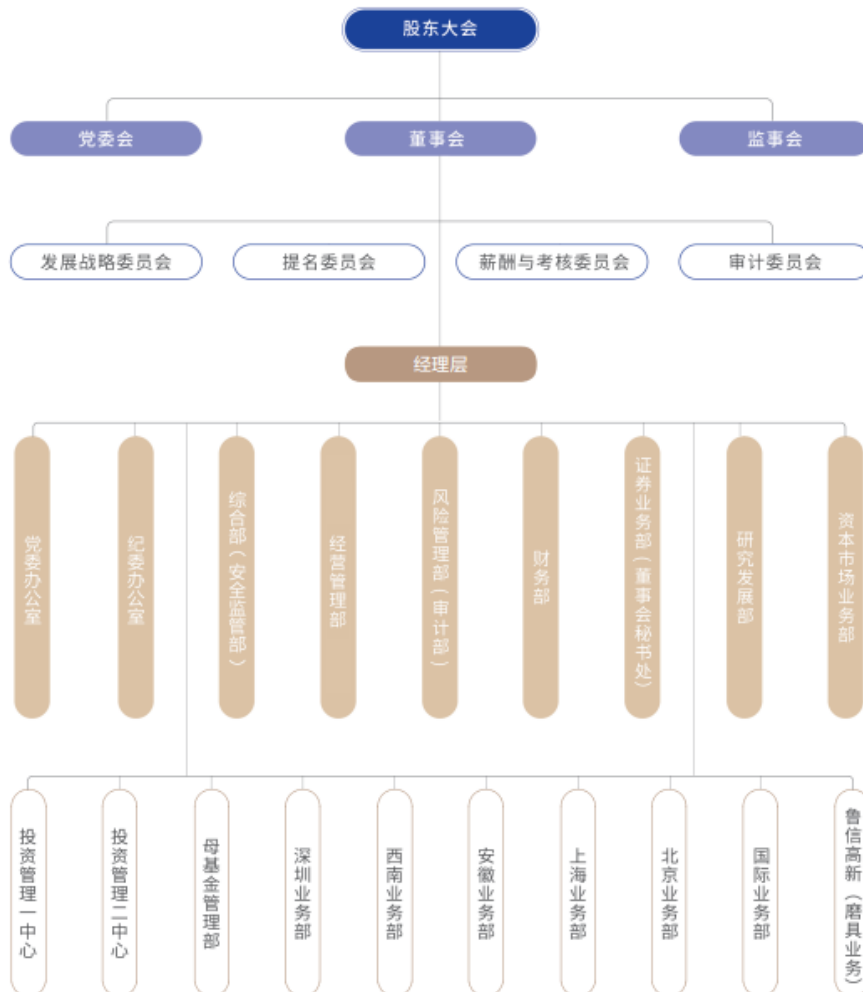 股东大会
党委会
董事会
监事会
发展战略委员会
提名委员会
薪酬与考核委员会
审计委员会
经理层
党委办公室
纪委办公室
综合部（安全监管部）
经营管理部
风险管理部（审计部）
财务部
证券业务部（董事会秘书处）
研究发展部
资本市场业务部
投资管理一中心
投资管理二中心
母基金管理部
深圳业务部
西南业务部
安徽业务部
上海业务部
北京业务部
国际业务部
鲁信高新（磨具业务）